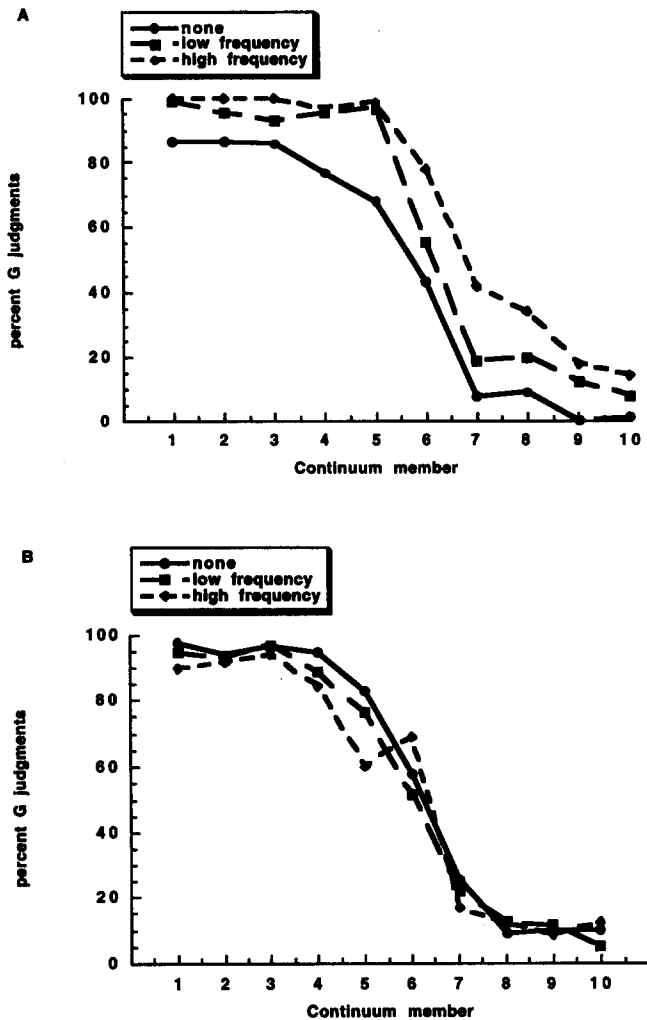 A
none
low frequency
high frequency
100
80
60
40
20
0
percent G judgments
1 2 3 4 5 6 7 8 9 10
Continuum member
B
none
low frequency
high frequency
100
80
60
40
20
0
percent G judgments
1 2 3 4 5 6 7 8 9 10
Continuum member